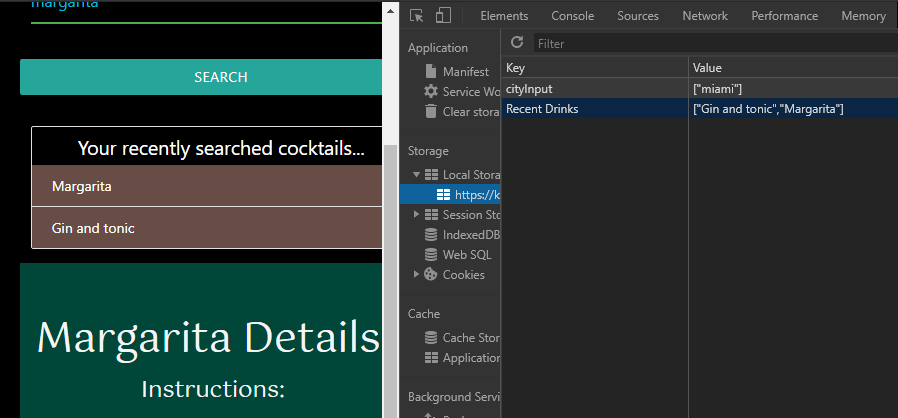 margarita
SEARCH
Your recently searched cocktails...
Margarita
Gin and tonic
Margarita Details
Instructions:
Elements Console Sources Network Performance Memory
Application
Manifest
Service Wo
Clear stora
Storage
Local Stora
https://k
Session Sto
IndexedDB
Web SQL
Cookies
Cache
Cache Stor
Application
Background Servi
Filter
Key Value
cityInput ["miami"]
Recent Drinks ["Gin and tonic","Margarita"]